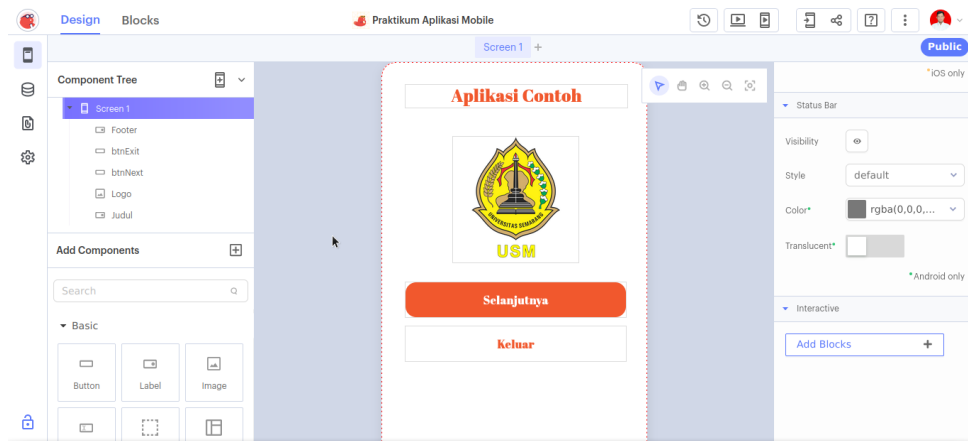 Design
Blocks
Praktikum Aplikasi Mobile
Screen 1 +
Public
Component Tree
*iOS only
Screen 1
Footer
btnExit
btnNext
Logo
Judul
Add Components
Search
Basic
Button
Label
Image
Aplikasi Contoh
UNIVERSITAS SEMARANG
USM
Selanjutnya
Keluar
Status Bar
Visibility
Style
default
Color*
rgba(0,0,0,...
Translucent*
*Android only
Interactive
Add Blocks +